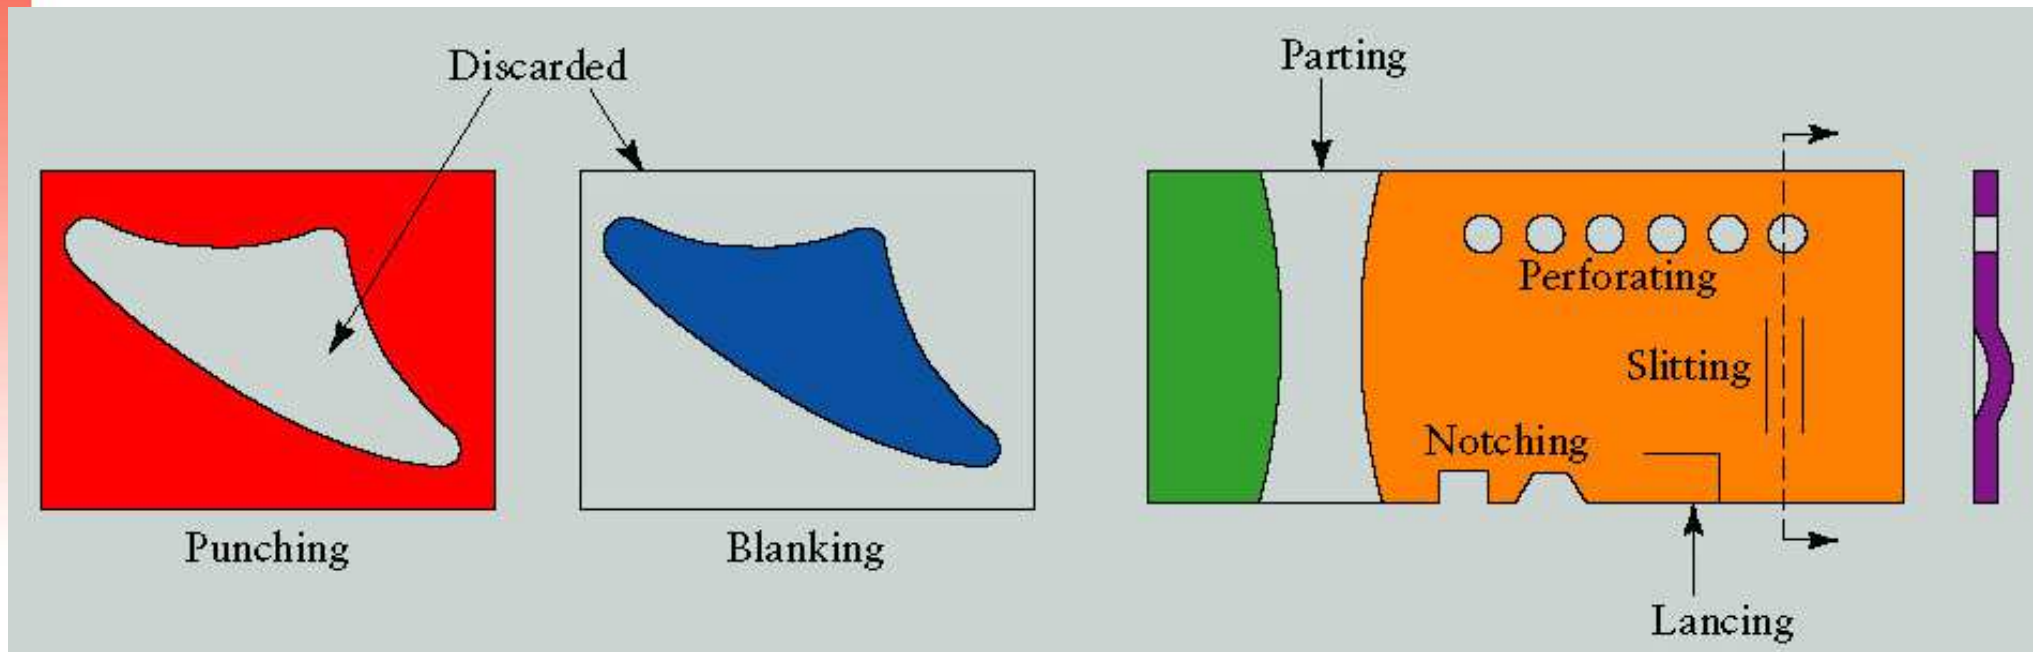 Discarded
Parting
Perforating
Slitting
Notching
Punching
Blanking
Lancing